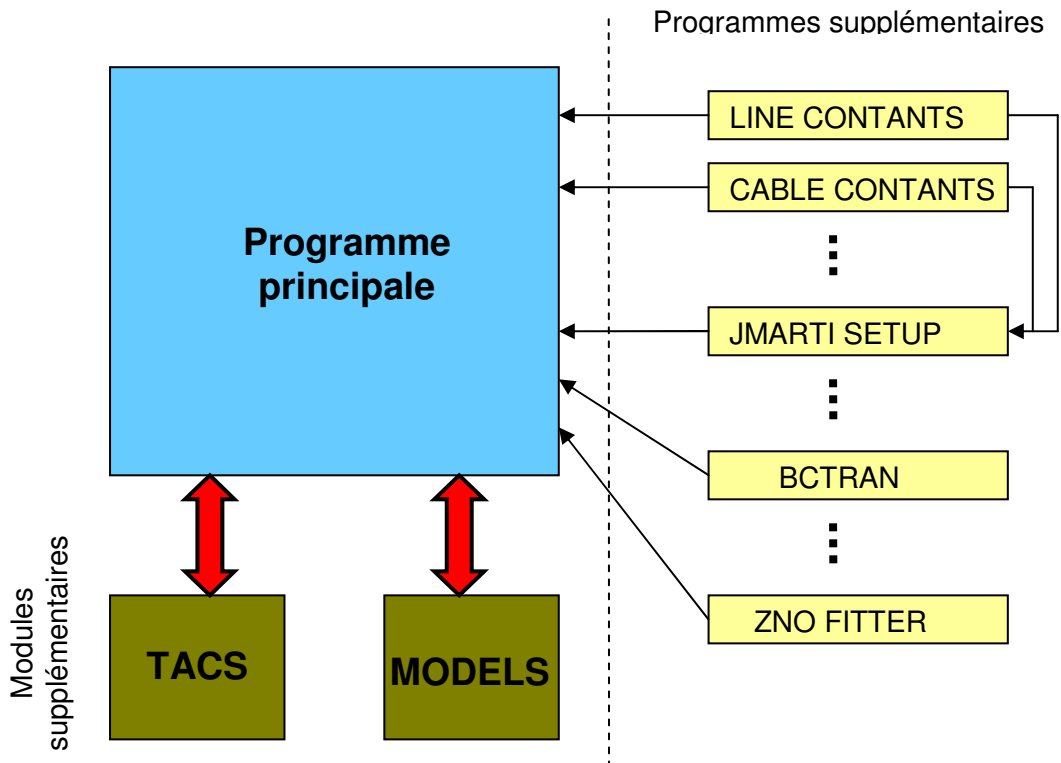 Programmes supplémentaires
LINE CONTANTS
CABLE CONTANTS
Programme
principale
JMARTI SETUP
BCTRAN
ZNO FITTER
Modules
supplémentaires
TACS
MODELS